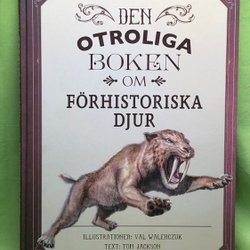 DEN
OTROLIGA
BOKEN
OM
FÖRHISTORISKA
DJUR
ILLUSTRATIONER: VAL WALERCZUK
TEXT: TOM JACKSON